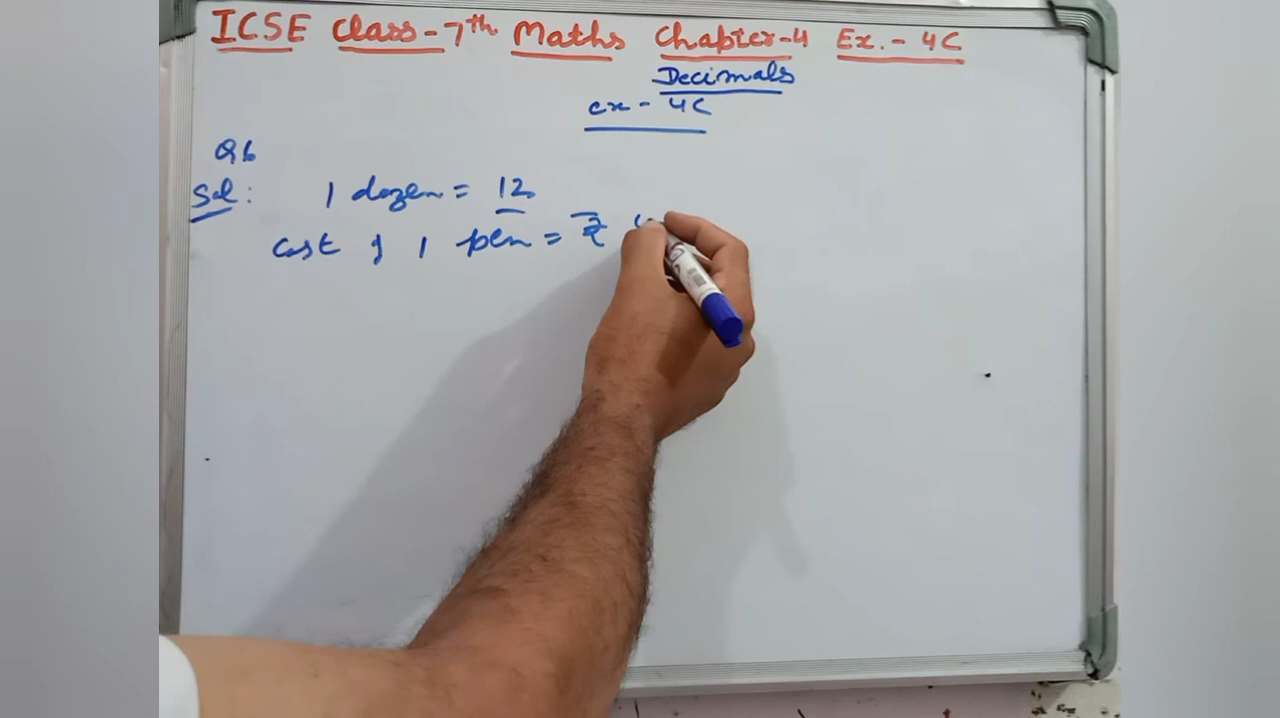 ICSE Class-7th Maths Chapter-4 Ex.-4C
Decimals
ex-4C
Q6
Sol: 1 dozen = 12
Cost of 1 pen = ₹